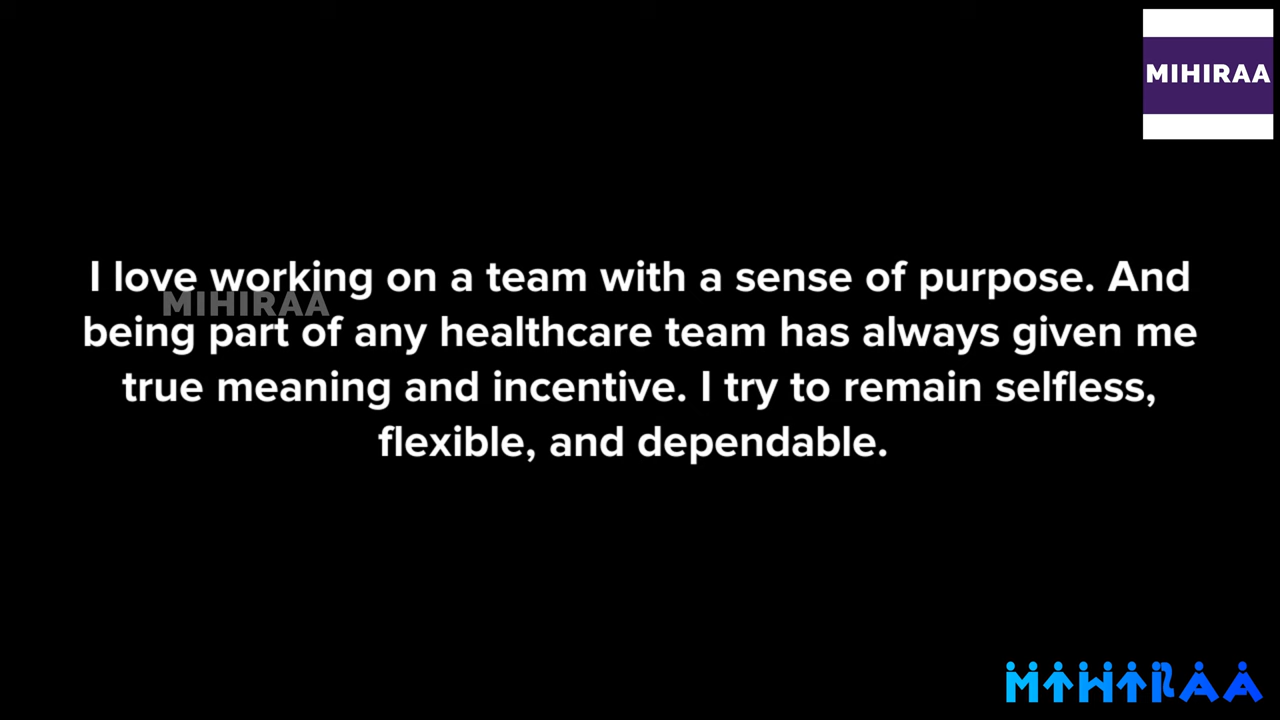 MIHIRAA
I love working on a team with a sense of purpose. And
MIHIRAA
being part of any healthcare team has always given me
true meaning and incentive. I try to remain selfless,
flexible, and dependable.
MIHIRAA